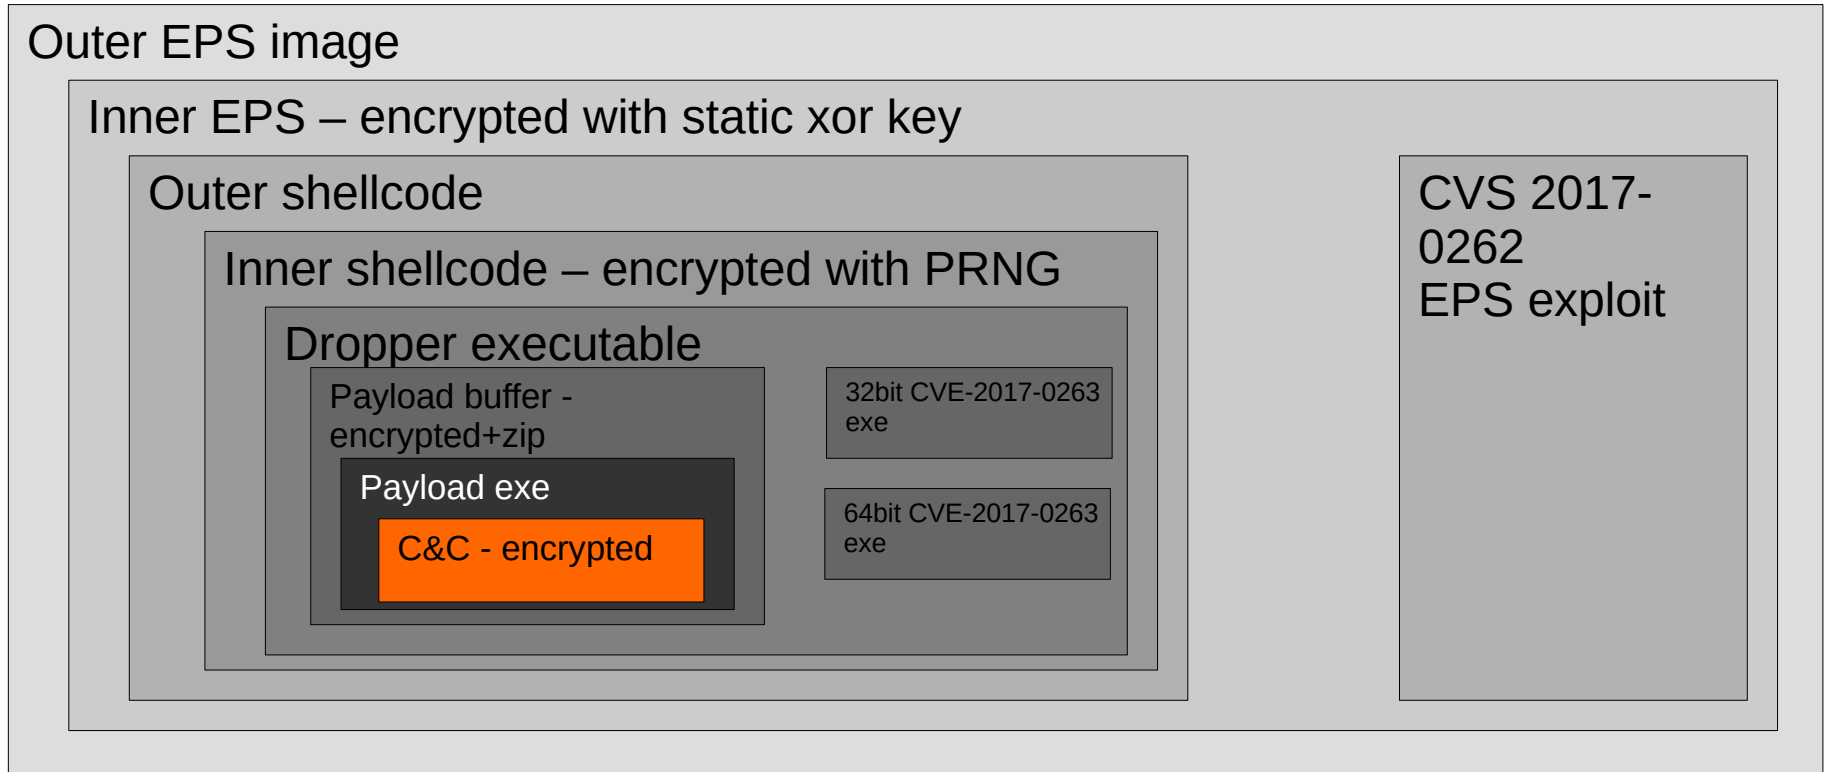 Outer EPS image
Inner EPS – encrypted with static xor key
Outer shellcode
CVS 2017-
0262
EPS exploit
Inner shellcode – encrypted with PRNG
Dropper executable
Payload buffer -
encrypted+zip
32bit CVE-2017-0263
exe
Payload exe
64bit CVE-2017-0263
exe
C&C - encrypted